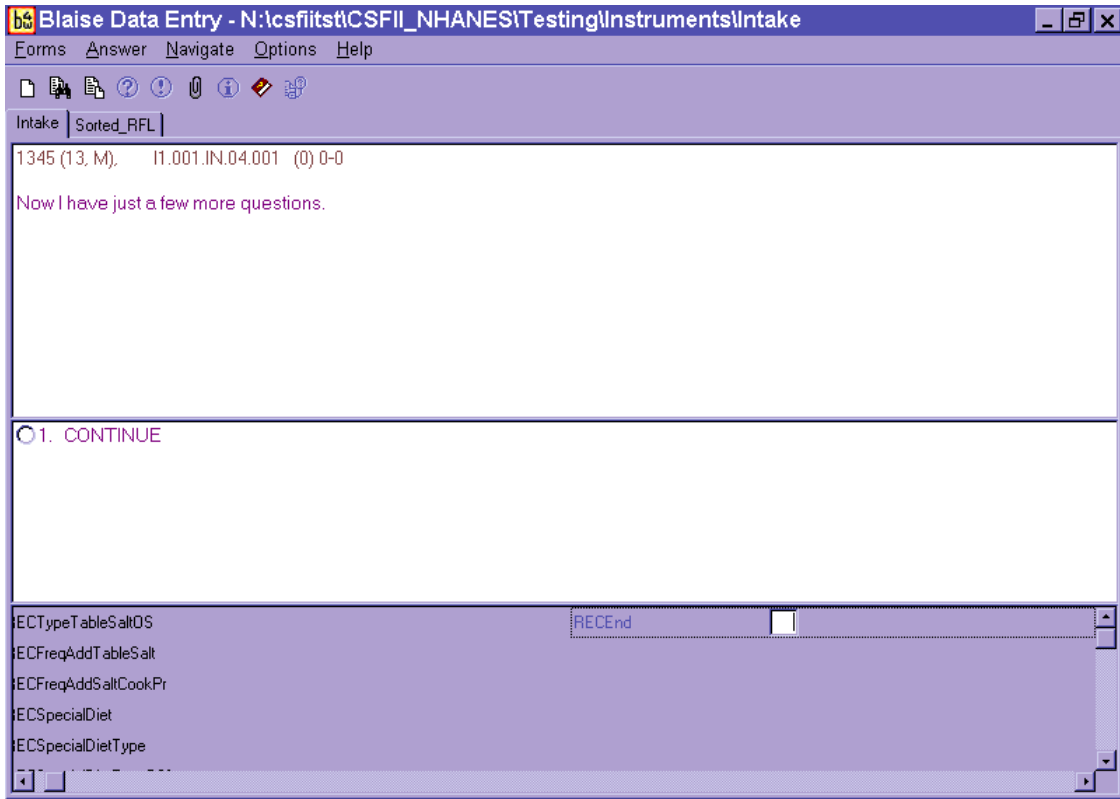 Blaise Data Entry - N:\csfiitst\CSFII_NHANES\Testing\Instruments\Intake
Forms Answer Navigate Options Help
Intake Sorted_RFL
1345 (13, M), I1.001.IN.04.001 (0) 0-0
Now I have just a few more questions.
1. CONTINUE
ECTypeTableSaltOS RECEnd
ECFreqAddTableSalt
ECFreqAddSaltCookPr
ECSpecialDiet
ECSpecialDietType